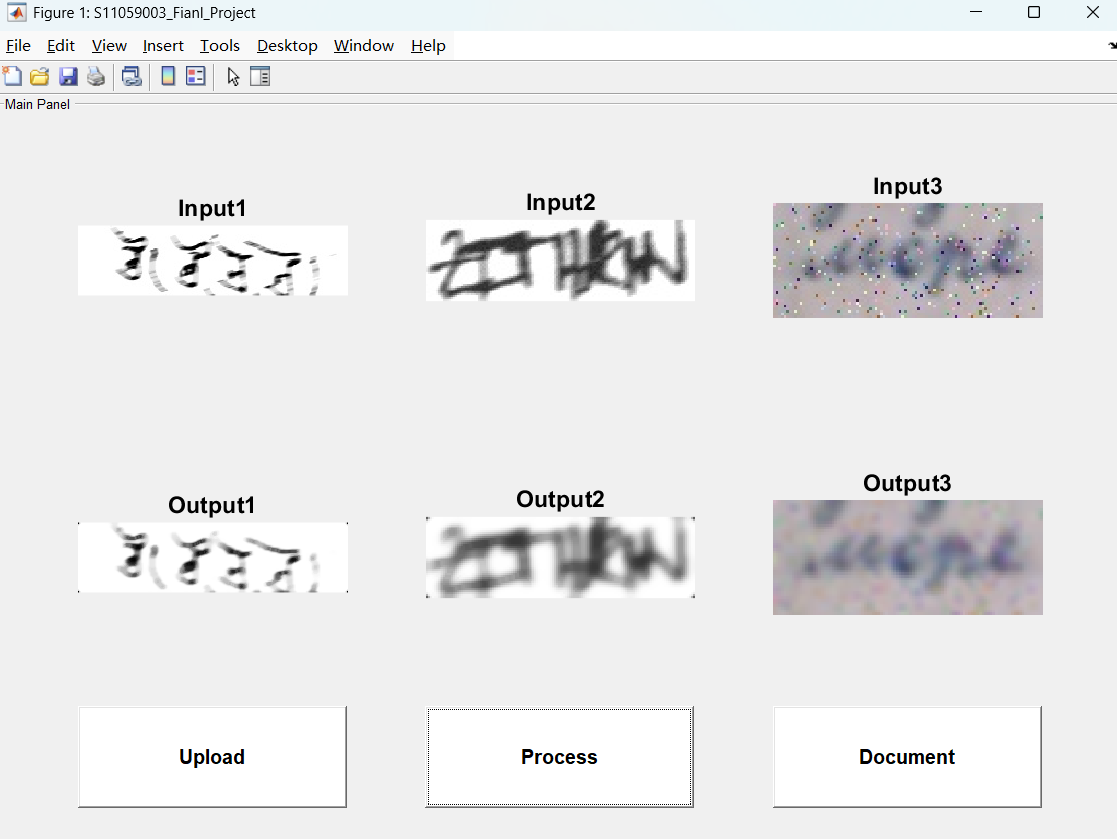 Figure 1: S11059003_Fianl_Project
File Edit View Insert Tools Desktop Window Help
Main Panel
Input1 Input2 Input3
Output1 Output2 Output3
Upload Process Document